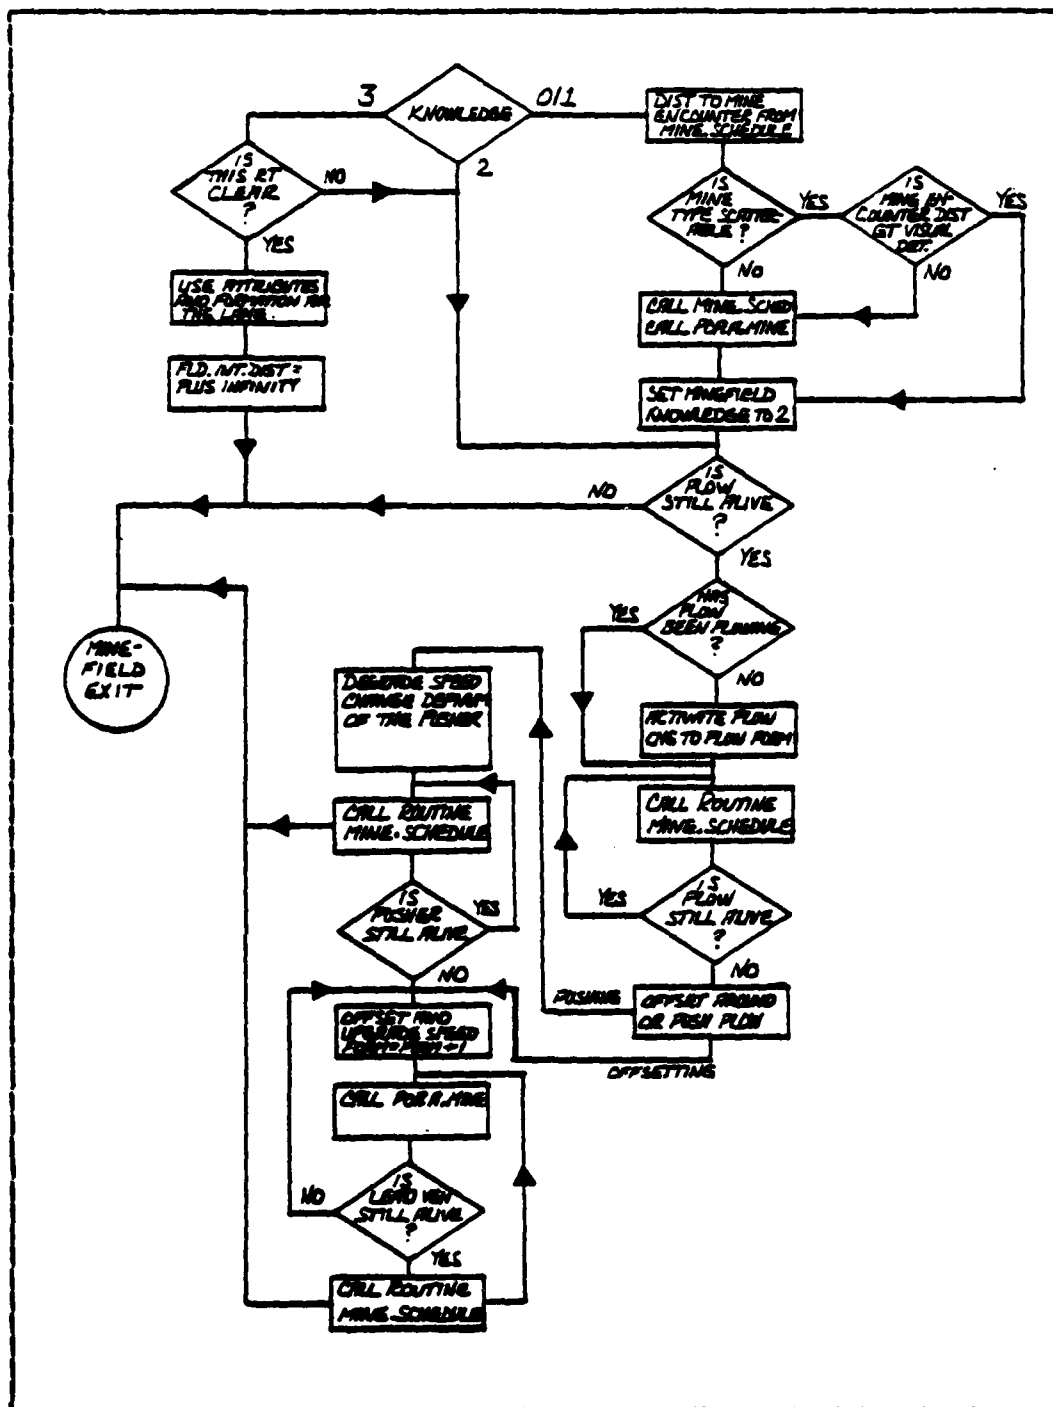 3
KNOWLEDGE
0/1
2
DIST TO MINE
ENCOUNTER FROM
MINE.SCHEDULE
IS
THIS RT
CLEAR
?
NO
YES
IS
MINE
TYPE SCATTER-
ABLE ?
YES
NO
IS
MINE EN-
COUNTER DIST
GT VISUAL
DET.
YES
NO
USE ATTRIBUTES
AND FORMATION FOR
THE LANE.
CALL MINE.SCHED
CALL FOR.A.MINE
FLD.INT.DIST =
PLUS INFINITY
SET MINEFIELD
KNOWLEDGE TO 2
IS
PLOW
STILL ALIVE
?
NO
YES
HAS
PLOW
BEEN PLOWING
?
YES
NO
MINE-
FIELD
EXIT
DEGRADE SPEED
CHANGE
OF THE PUSHER
ACTIVATE PLOW
CNG TO PLOW FORM
CALL ROUTINE
MINE.SCHEDULE
CALL ROUTINE
MINE.SCHEDULE
IS
PUSHER
STILL ALIVE
YES
NO
IS
PLOW
STILL ALIVE
?
YES
NO
PUSHING
OFFSET AROUND
OR PUSH PLOW
OFFSETTING
OFFSET AND
UPGRADE SPEED
FORM=FORM+1
CALL FOR.A.MINE
IS
LEAD VEH
STILL ALIVE
?
NO
YES
CALL ROUTINE
MINE.SCHEDULE